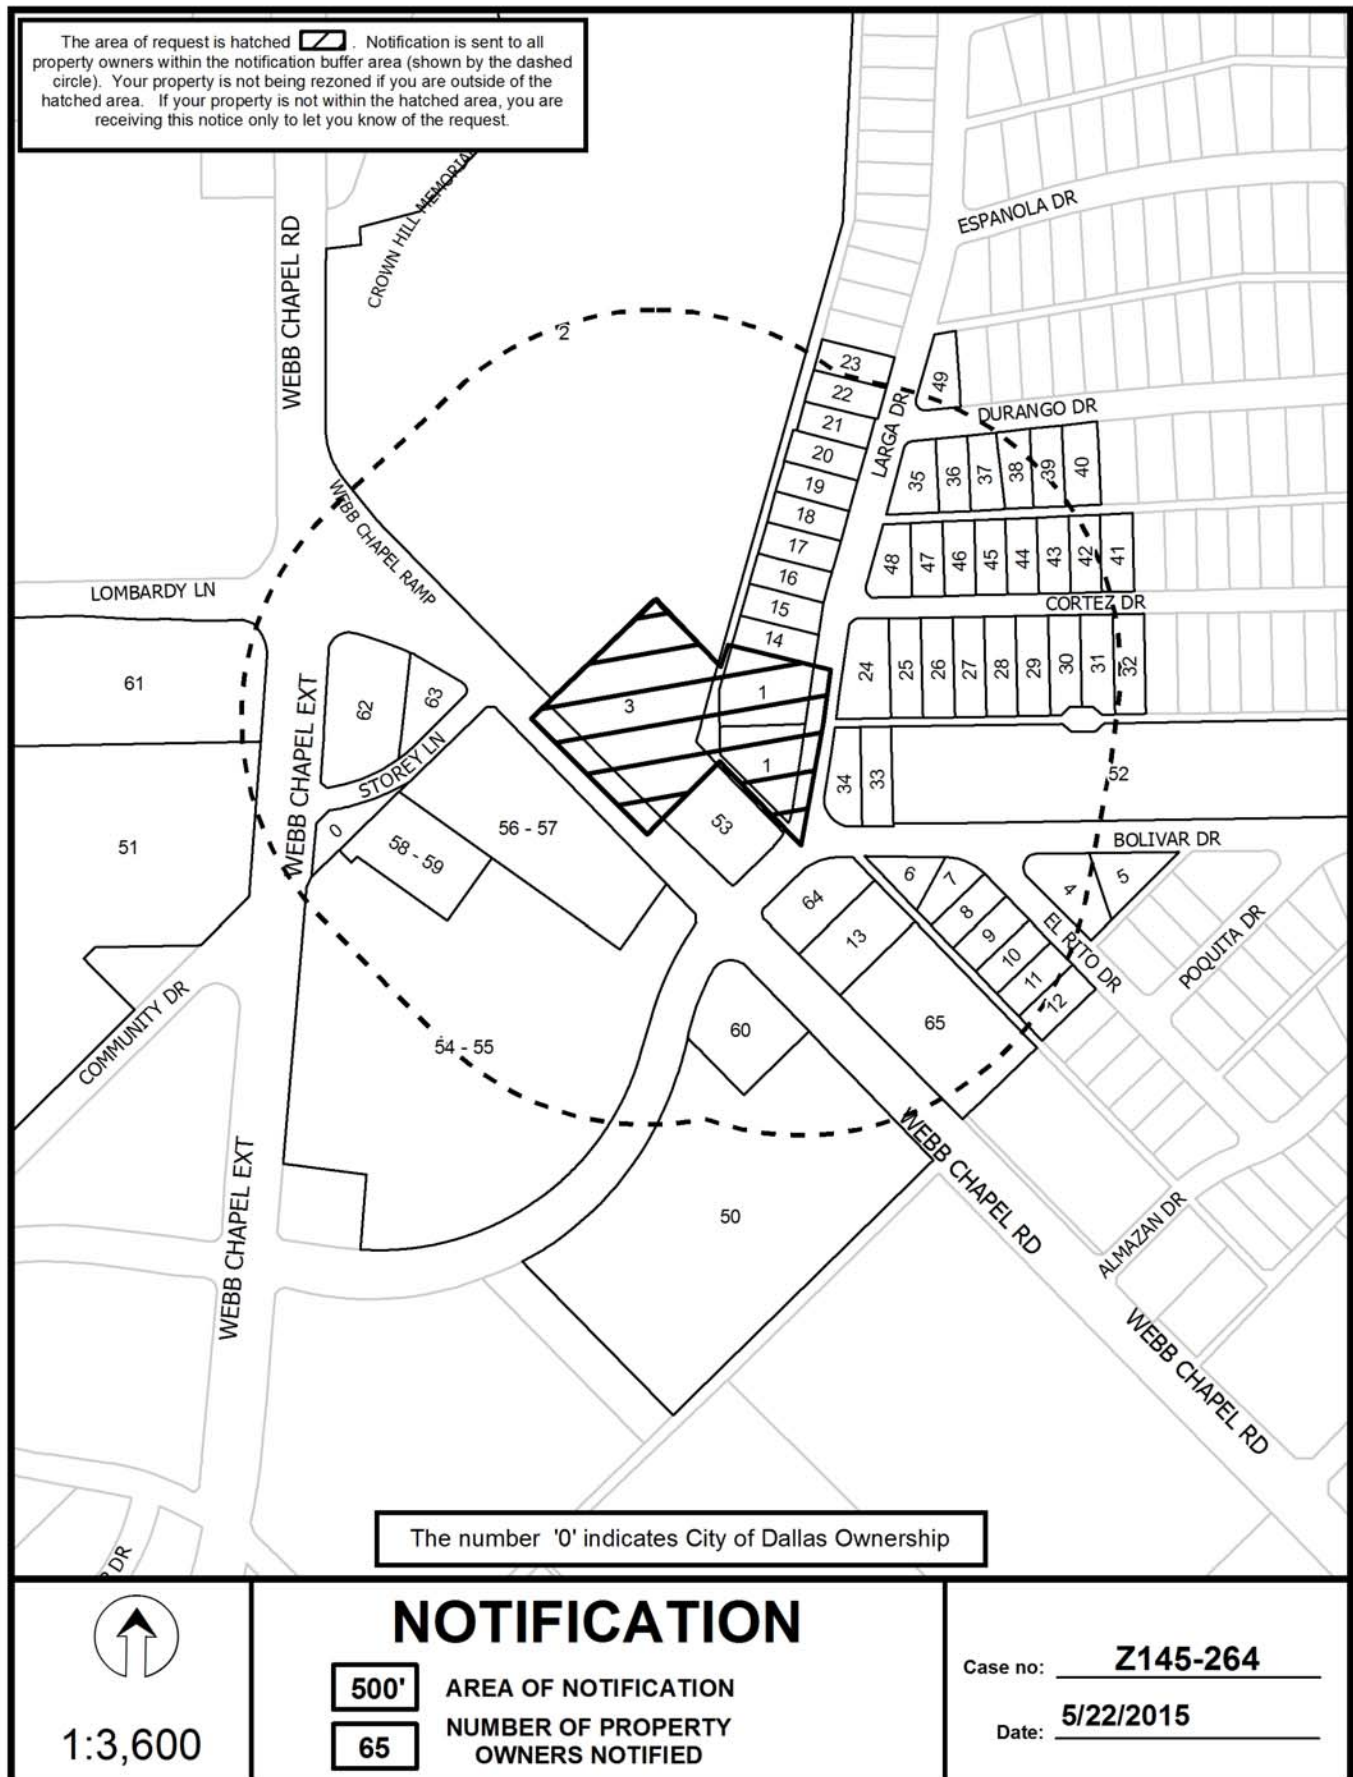 The area of request is hatched . Notification is sent to all
property owners within the notification buffer area (shown by the dashed
circle). Your property is not being rezoned if you are outside of the
hatched area. If your property is not within the hatched area, you are
receiving this notice only to let you know of the request.
CROWN HILL MEMORIAL
WEBB CHAPEL RD
ESPANOLA DR
2
23
22
21
20
19
18
17
16
15
14
49
LARGA DR
DURANGO DR
35
36
37
38
39
40
48
47
46
45
44
43
42
41
CORTEZ DR
WEBB CHAPEL RAMP
LOMBARDY LN
61
62
63
24
25
26
27
28
29
30
31
32
3
1
1
WEBB CHAPEL EXT
STOREY LN
34
33
52
51
0
58 - 59
56 - 57
53
BOLIVAR DR
64
13
6
7
8
9
10
11
12
4
5
EL RITO DR
POQUITA DR
COMMUNITY DR
54 - 55
60
65
WEBB CHAPEL RD
ALMAZAN DR
WEBB CHAPEL EXT
50
WEBB CHAPEL RD
DR
The number '0' indicates City of Dallas Ownership
1:3,600
NOTIFICATION
500' AREA OF NOTIFICATION
65 NUMBER OF PROPERTY
OWNERS NOTIFIED
Case no: Z145-264
Date: 5/22/2015